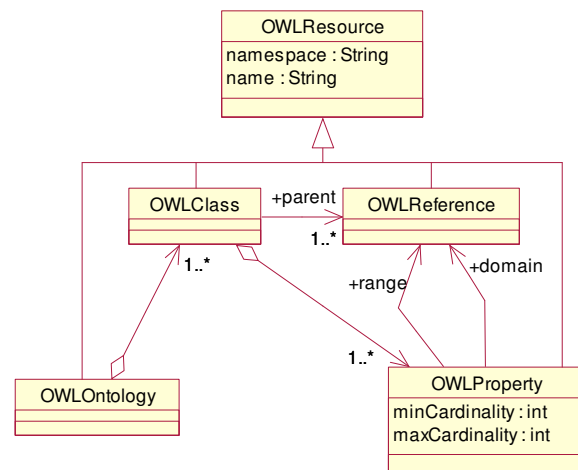 OWLResource
namespace : String
name : String
OWLClass
+parent
OWLReference
1..*
1..*
+range
+domain
1..*
OWLOntology
OWLProperty
minCardinality : int
maxCardinality : int